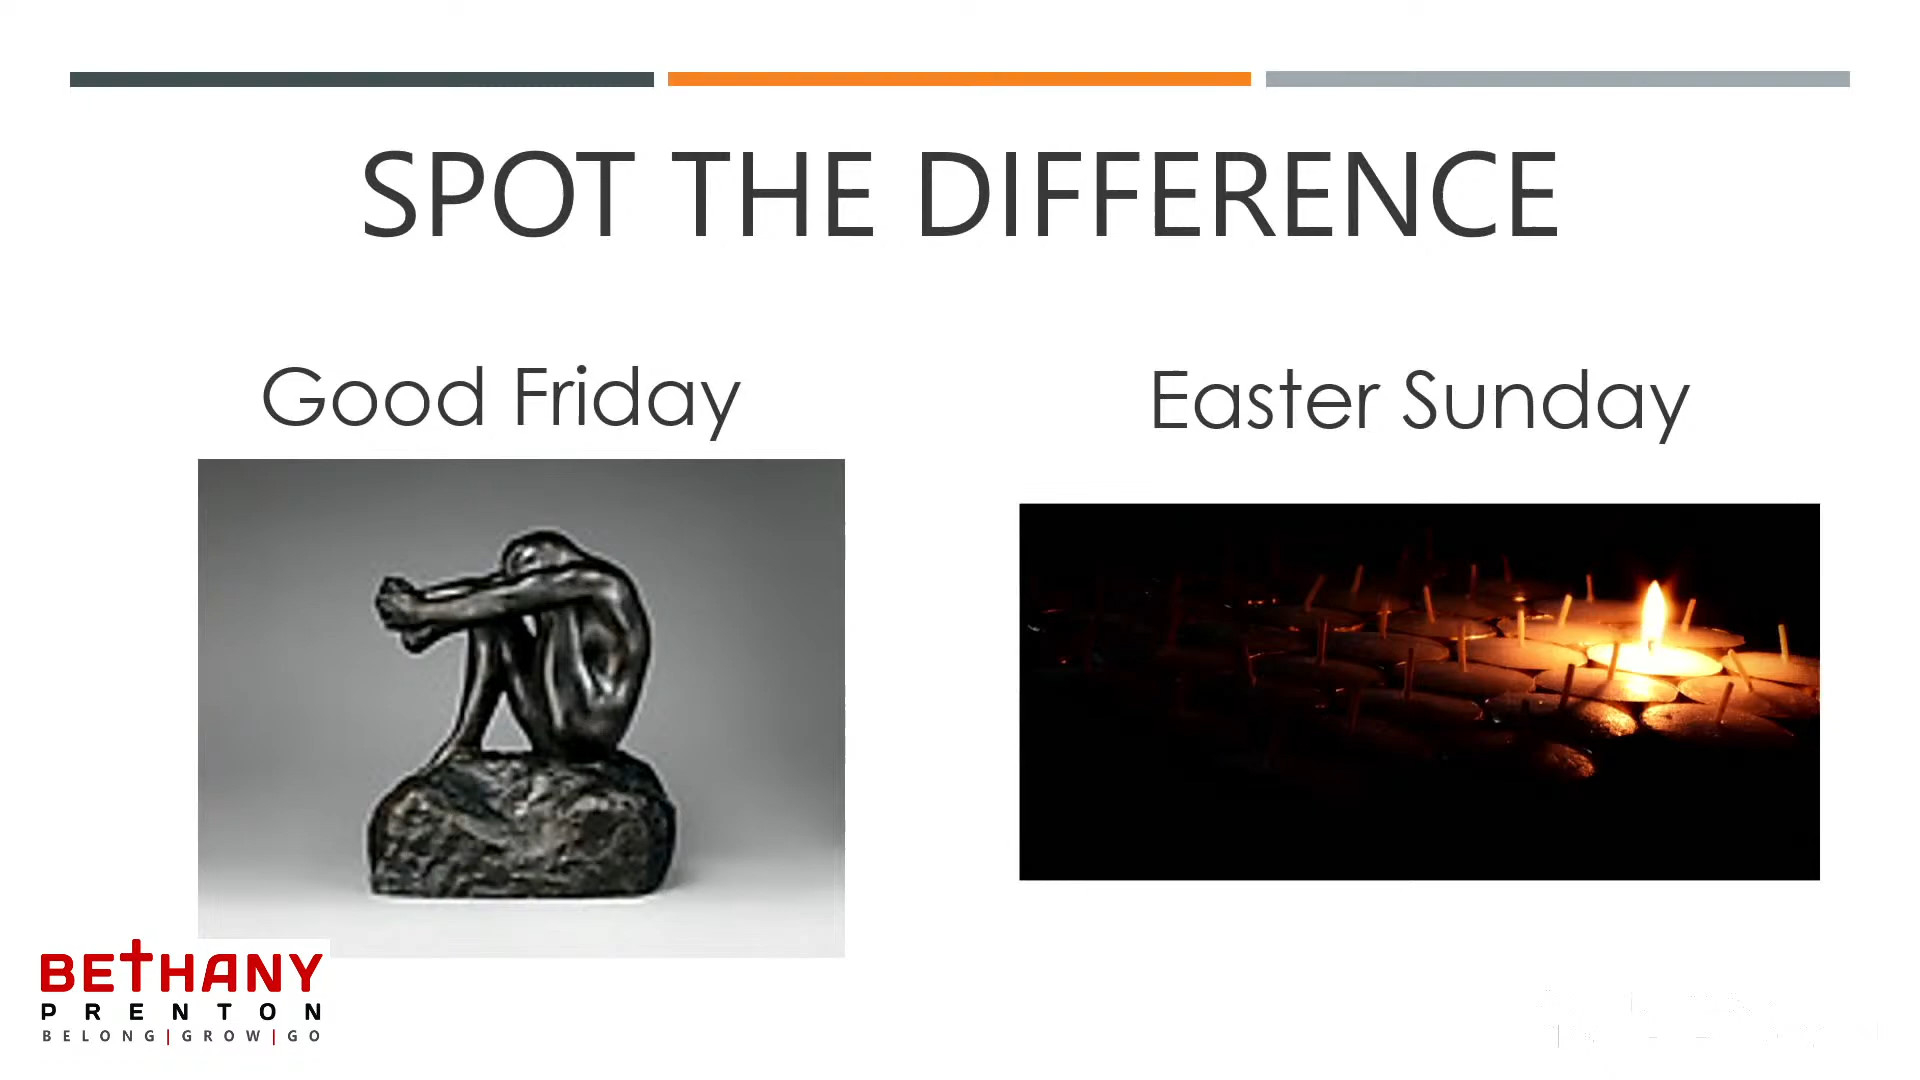 SPOT THE DIFFERENCE
Good Friday
Easter Sunday
BETHANY
PRENTON
BELONG|GROW|GO